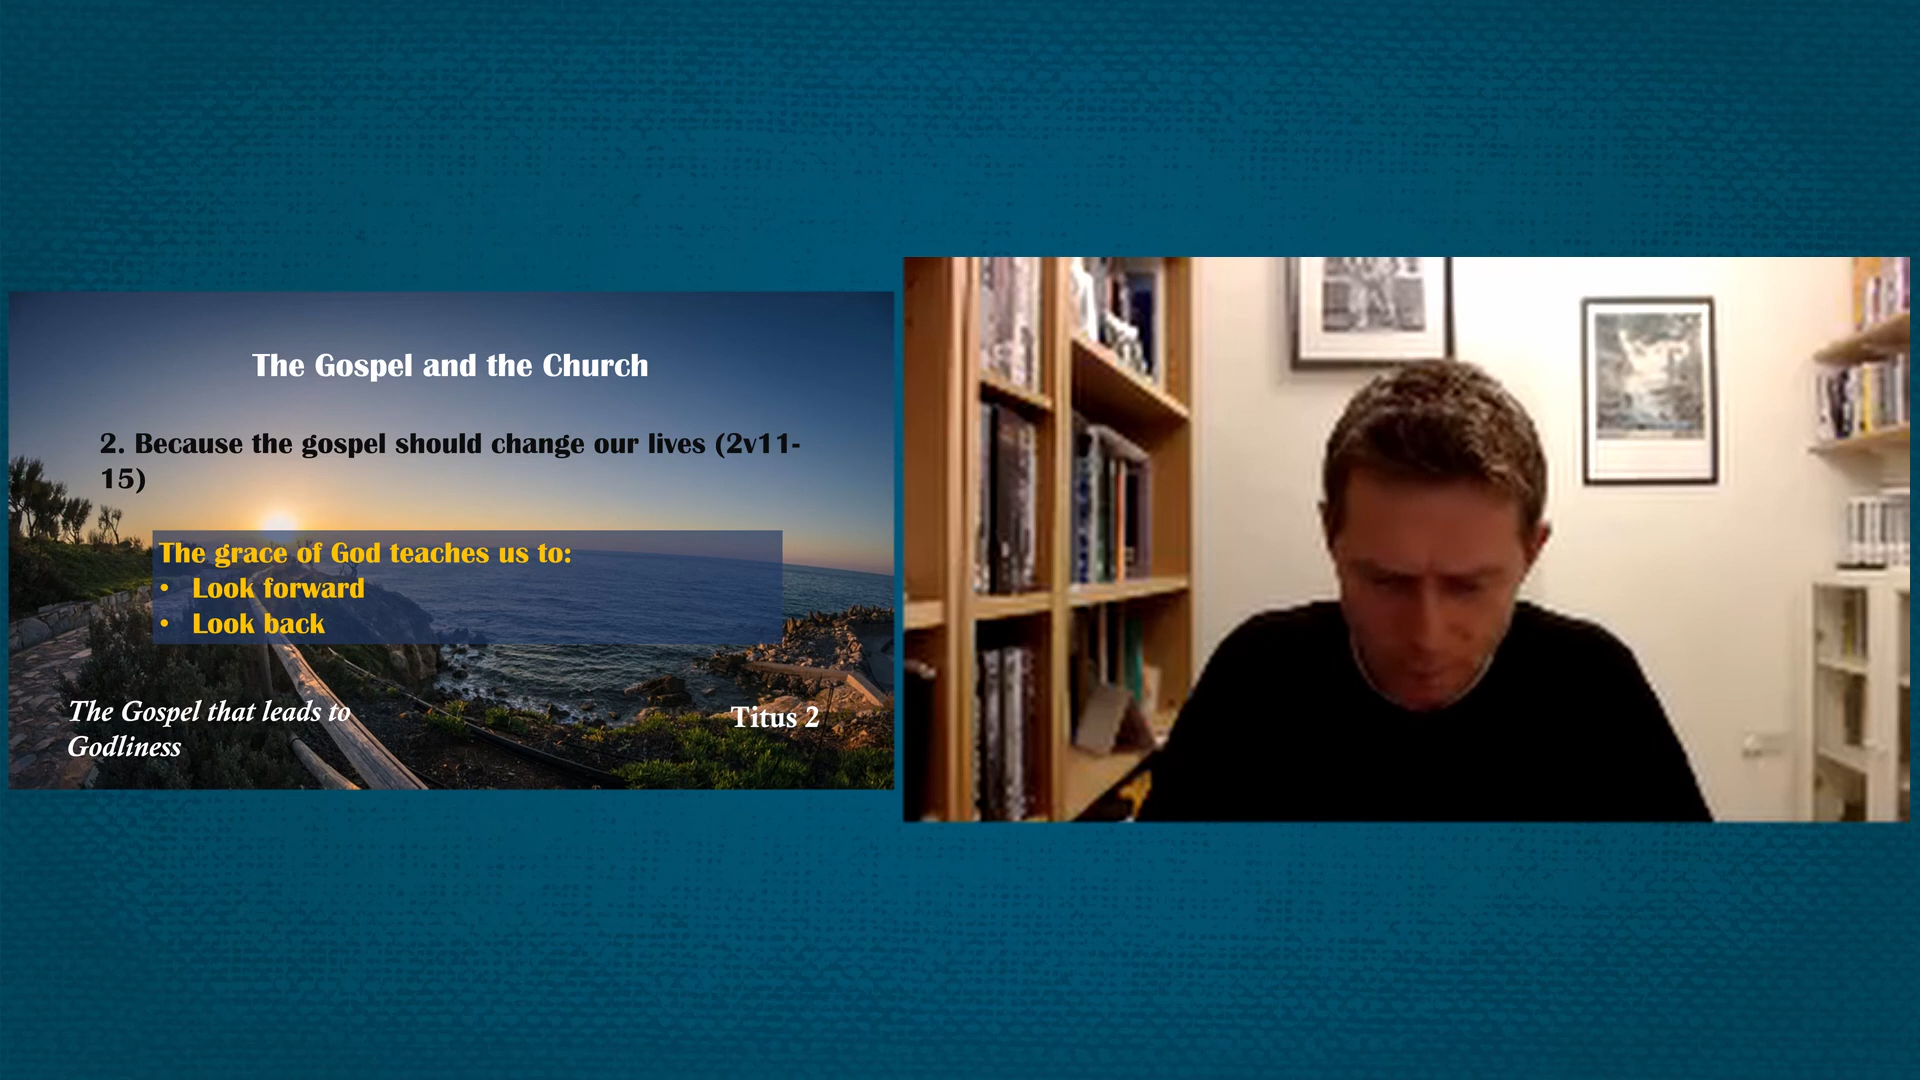 The Gospel and the Church
2. Because the gospel should change our lives (2v11-
15)
The grace of God teaches us to:
• Look forward
• Look back
The Gospel that leads to
Godliness
Titus 2